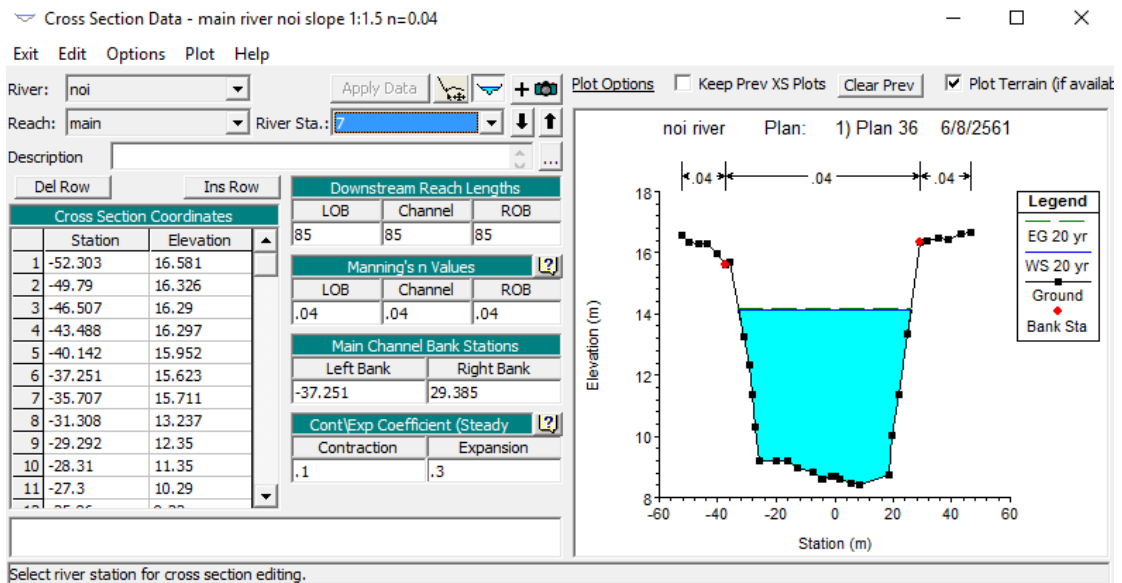 Cross Section Data - main river noi slope 1:1.5 n=0.04
Exit Edit Options Plot Help
River: noi Apply Data
Reach: main River Sta.: 7
Description ...
Del Row Ins Row
Cross Section Coordinates
Station Elevation
1 -52.303 16.581
2 -49.79 16.326
3 -46.507 16.29
4 -43.488 16.297
5 -40.142 15.952
6 -37.251 15.623
7 -35.707 15.711
8 -31.308 13.237
9 -29.292 12.35
10 -28.31 11.35
11 -27.3 10.29
Downstream Reach Lengths
LOB Channel ROB
85 85 85
Manning's n Values ?
LOB Channel ROB
.04 .04 .04
Main Channel Bank Stations
Left Bank Right Bank
-37.251 29.385
Cont\Exp Coefficient (Steady ?
Contraction Expansion
.1 .3
Select river station for cross section editing.
Plot Options Keep Prev XS Plots Clear Prev Plot Terrain (if availab
noi river Plan: 1) Plan 36 6/8/2561
.04 .04 .04
18
16
14
12
10
8
Elevation (m)
-60 -40 -20 0 20 40 60
Station (m)
Legend
EG 20 yr
WS 20 yr
Ground
Bank Sta